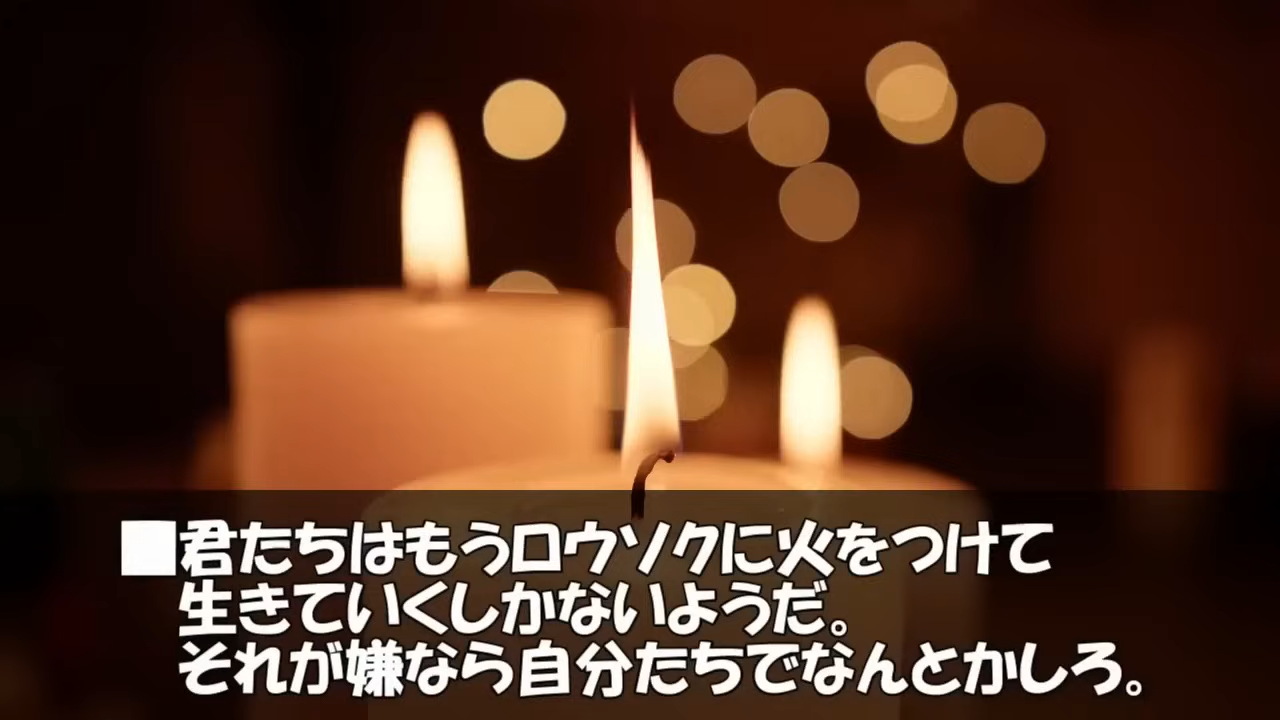 ■君たちはもうロウソクに火をつけて
生きていくしかないようだ。
それが嫌なら自分たちでなんとかしろ。